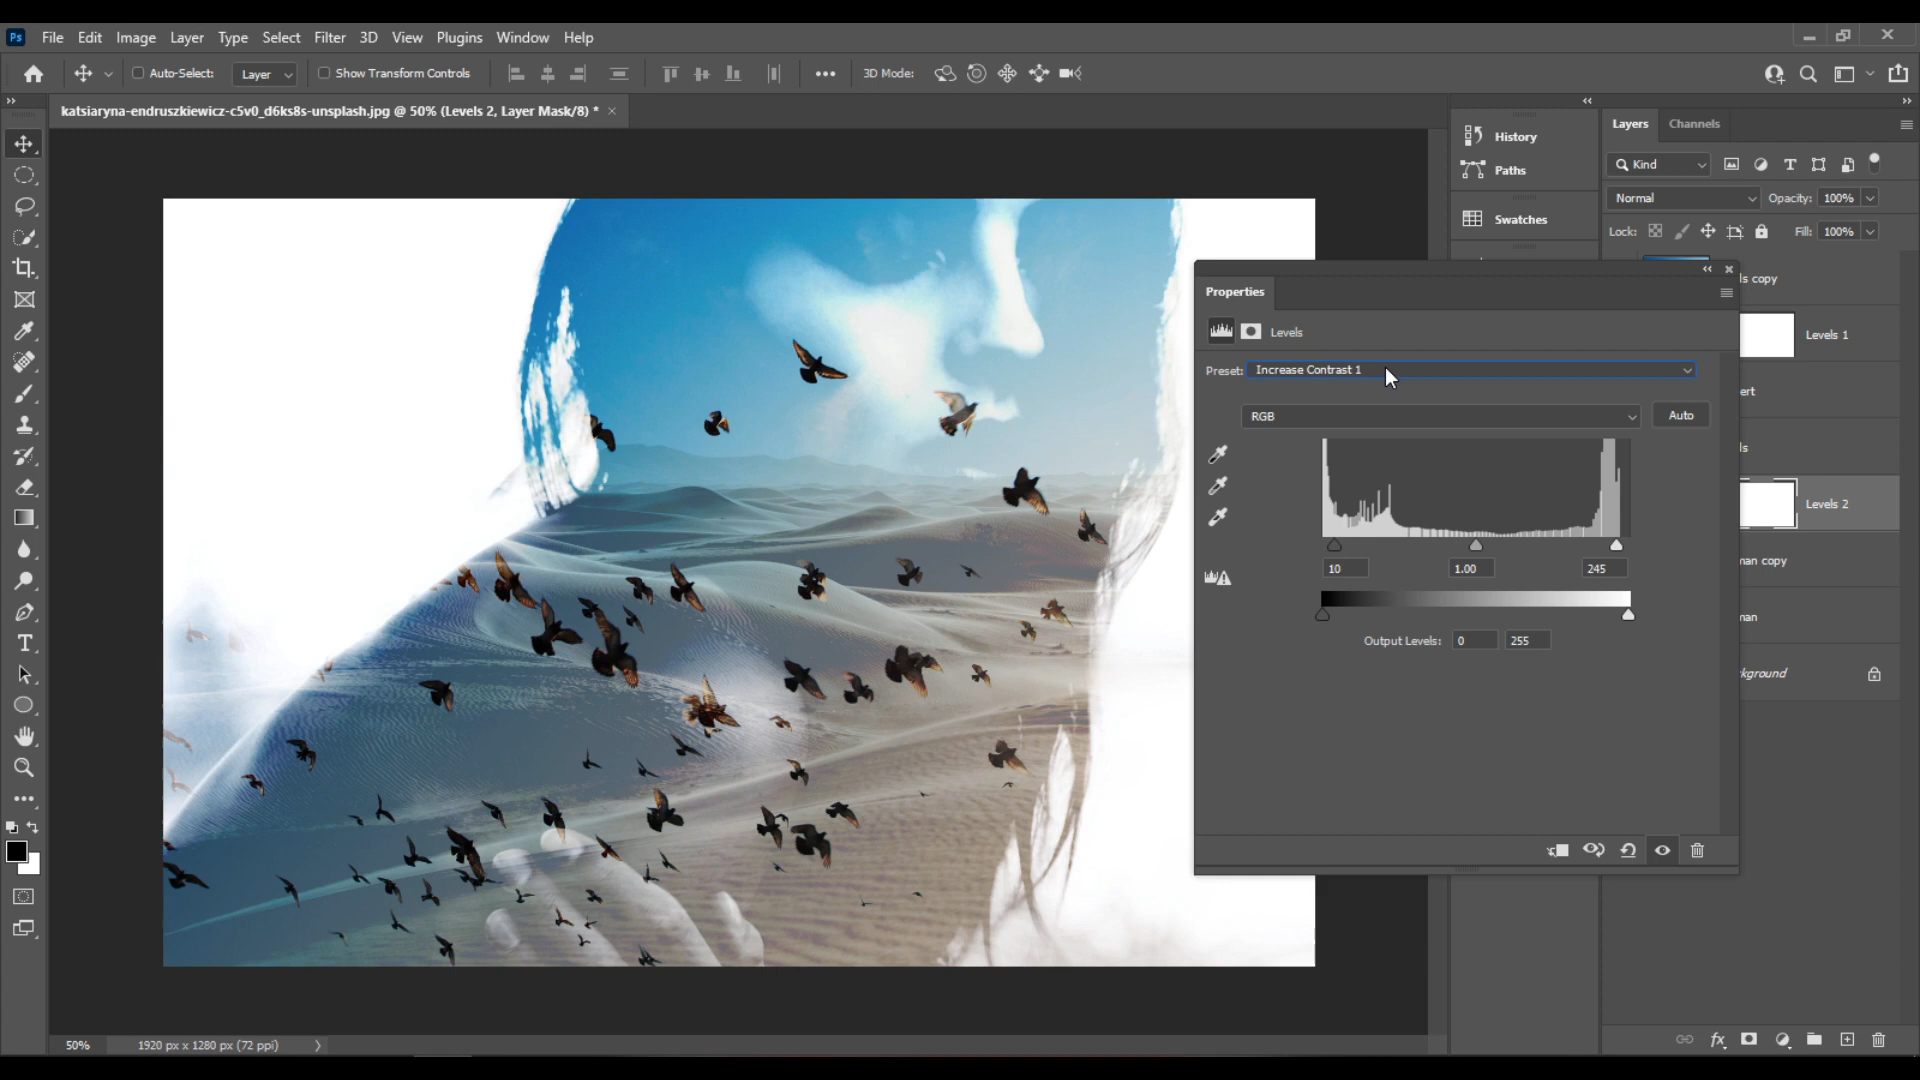 Ps File Edit Image Layer Type Select Filter 3D View Plugins Window Help
Auto-Select: Layer Show Transform Controls 3D Mode:
katsiaryna-endruszkiewicz-c5v0_d6ks8s-unsplash.jpg @ 50% (Levels 2, Layer Mask/8) *
History
Paths
Swatches
Layers Channels
Kind
Normal Opacity: 100%
Lock: Fill: 100%
ls copy
Levels 1
ert
ls
Levels 2
man copy
man
kground
fx
Properties
Levels
Preset: Increase Contrast 1
RGB Auto
10 1.00 245
Output Levels: 0 255
50% 1920 px x 1280 px (72 ppi)